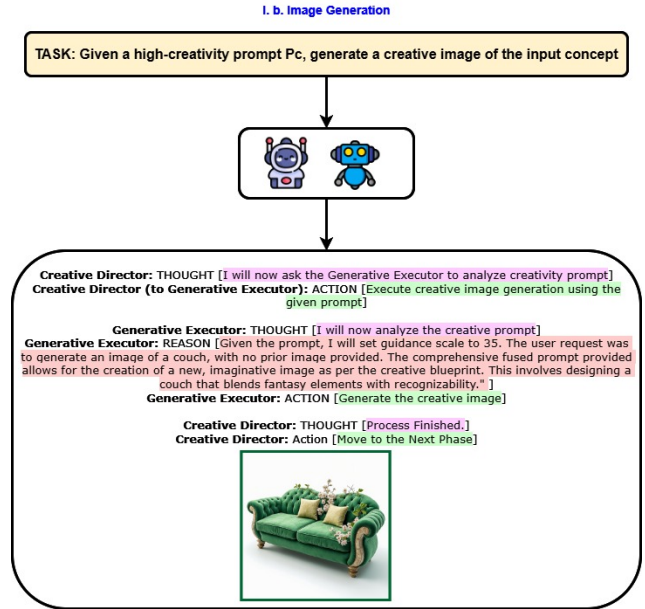 I. b. Image Generation
TASK: Given a high-creativity prompt Pc, generate a creative image of the input concept
Creative Director: THOUGHT [I will now ask the Generative Executor to analyze creativity prompt]
Creative Director (to Generative Executor): ACTION [Execute creative image generation using the
given prompt]
Generative Executor: THOUGHT [I will now analyze the creative prompt]
Generative Executor: REASON [Given the prompt, I will set guidance scale to 35. The user request was
to generate an image of a couch, with no prior image provided. The comprehensive fused prompt provided
allows for the creation of a new, imaginative image as per the creative blueprint. This involves designing a
couch that blends fantasy elements with recognizability." ]
Generative Executor: ACTION [Generate the creative image]
Creative Director: THOUGHT [Process Finished.]
Creative Director: Action [Move to the Next Phase]